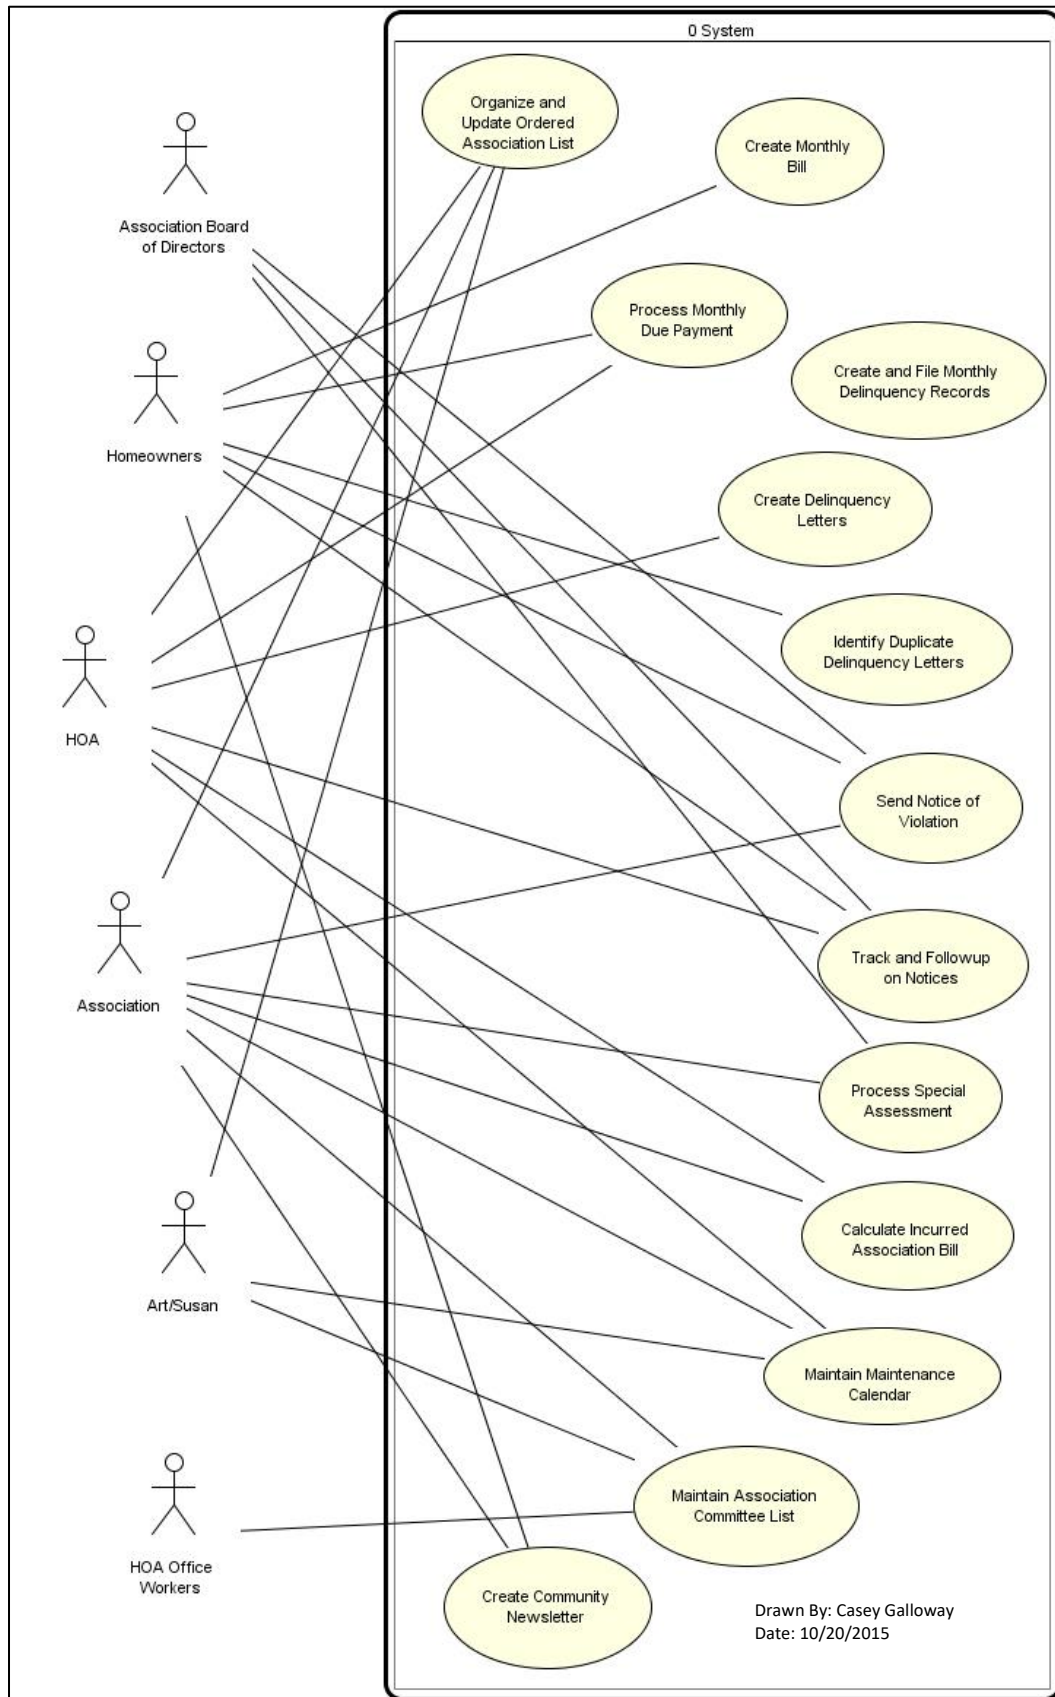 0 System
Organize and
Update Ordered
Association List
Create Monthly
Bill
Association Board
of Directors
Process Monthly
Due Payment
Create and File Monthly
Delinquency Records
Homeowners
Create Delinquency
Letters
Identify Duplicate
Delinquency Letters
HOA
Send Notice of
Violation
Track and Followup
on Notices
Association
Process Special
Assessment
Calculate Incurred
Association Bill
Art/Susan
Maintain Maintenance
Calendar
Maintain Association
Committee List
HOA Office
Workers
Create Community
Newsletter
Drawn By: Casey Galloway
Date: 10/20/2015